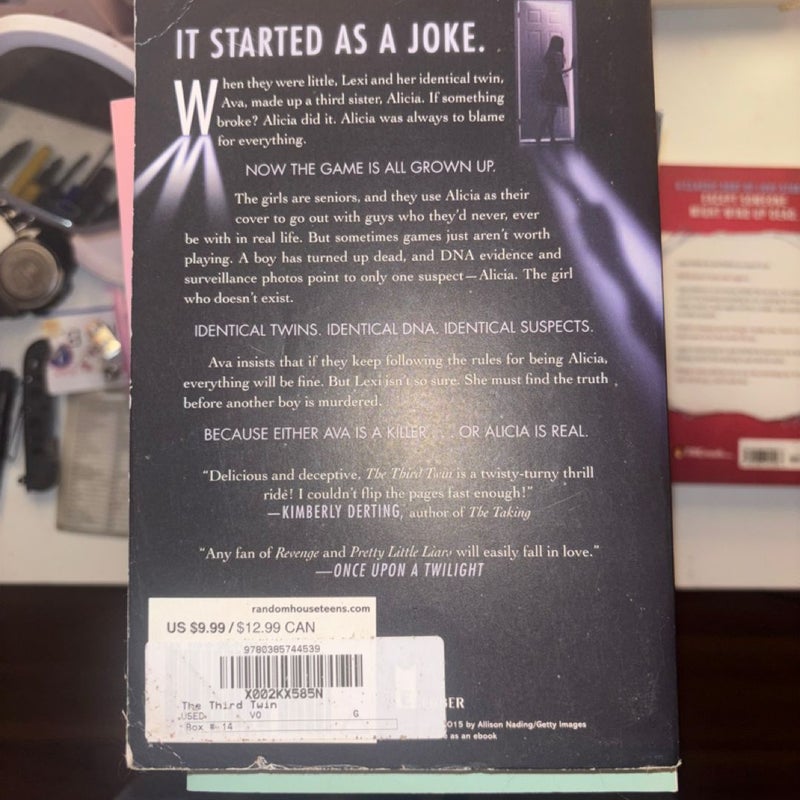 IT STARTED AS A JOKE.
When they were little, Lexi and her identical twin,
Ava, made up a third sister, Alicia. If something
broke? Alicia did it. Alicia was always to blame
for everything.
NOW THE GAME IS ALL GROWN UP.
The girls are seniors, and they use Alicia as their
cover to go out with guys who they'd never, ever
be with in real life. But sometimes games just aren't worth
playing. A boy has turned up dead, and DNA evidence and
surveillance photos point to only one suspect—Alicia. The girl
who doesn't exist.
IDENTICAL TWINS. IDENTICAL DNA. IDENTICAL SUSPECTS.
Ava insists that if they keep following the rules for being Alicia,
everything will be fine. But Lexi isn't so sure. She must find the truth
before another boy is murdered.
BECAUSE EITHER AVA IS A KILLER . . . OR ALICIA IS REAL.
"Delicious and deceptive, The Third Twin is a twisty-turny thrill
ride! I couldn't flip the pages fast enough!"
—KIMBERLY DERTING, author of The Taking
"Any fan of Revenge and Pretty Little Liars will easily fall in love."
—ONCE UPON A TWILIGHT
randomhouseteens.com
US $9.99 / $12.99 CAN
9780385744539
X002KX585N
The Third Twin
USED VO G
Box # 14
015 by Allison Nading/Getty Images
e as an ebook
EXCEPT SOMEONE
MIGHT WIND UP DEAD.